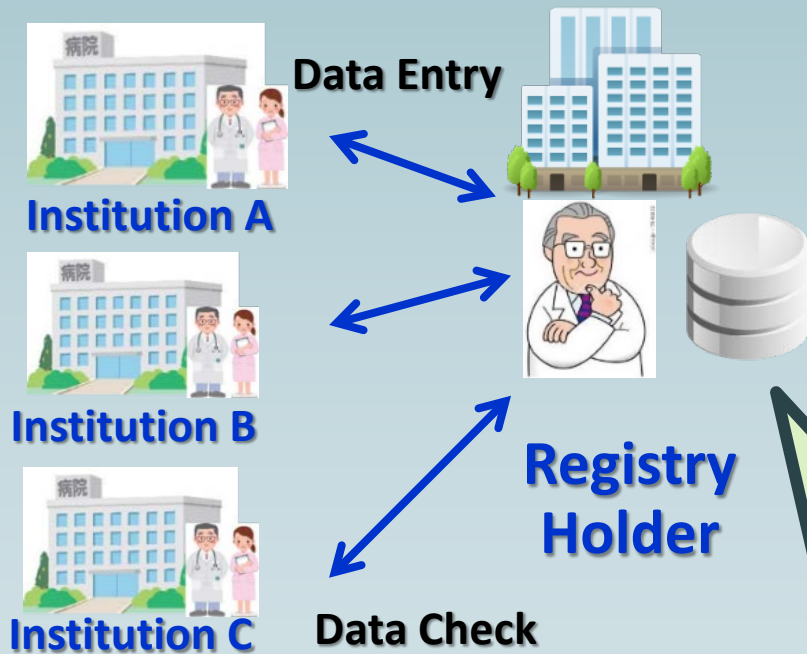 病院
Data Entry
Institution A
病院
Institution B
Registry
Holder
病院
Institution C
Data Check